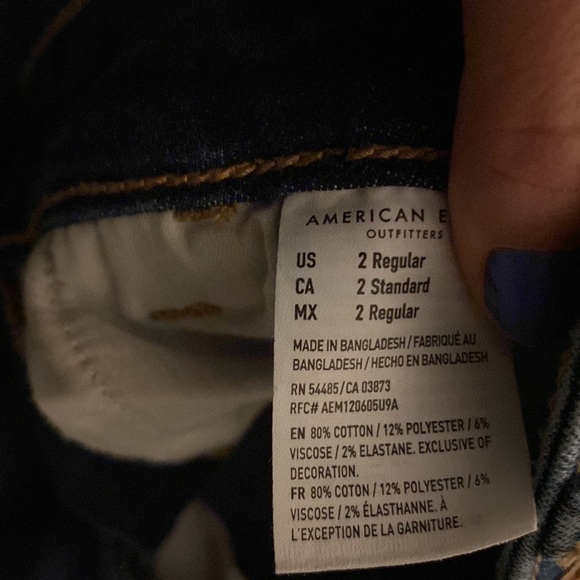 AMERICAN E
OUTFITTERS
US 2 Regular
CA 2 Standard
MX 2 Regular
MADE IN BANGLADESH / FABRIQUÉ AU
BANGLADESH / HECHO EN BANGLADESH
RN 54485 / CA 03873
RFC# AEM120605U9A
EN 80% COTTON / 12% POLYESTER / 6%
VISCOSE / 2% ELASTANE. EXCLUSIVE OF
DECORATION.
FR 80% COTON / 12% POLYESTER / 6%
VISCOSE / 2% ÉLASTHANNE. À
L'EXCEPTION DE LA GARNITURE.